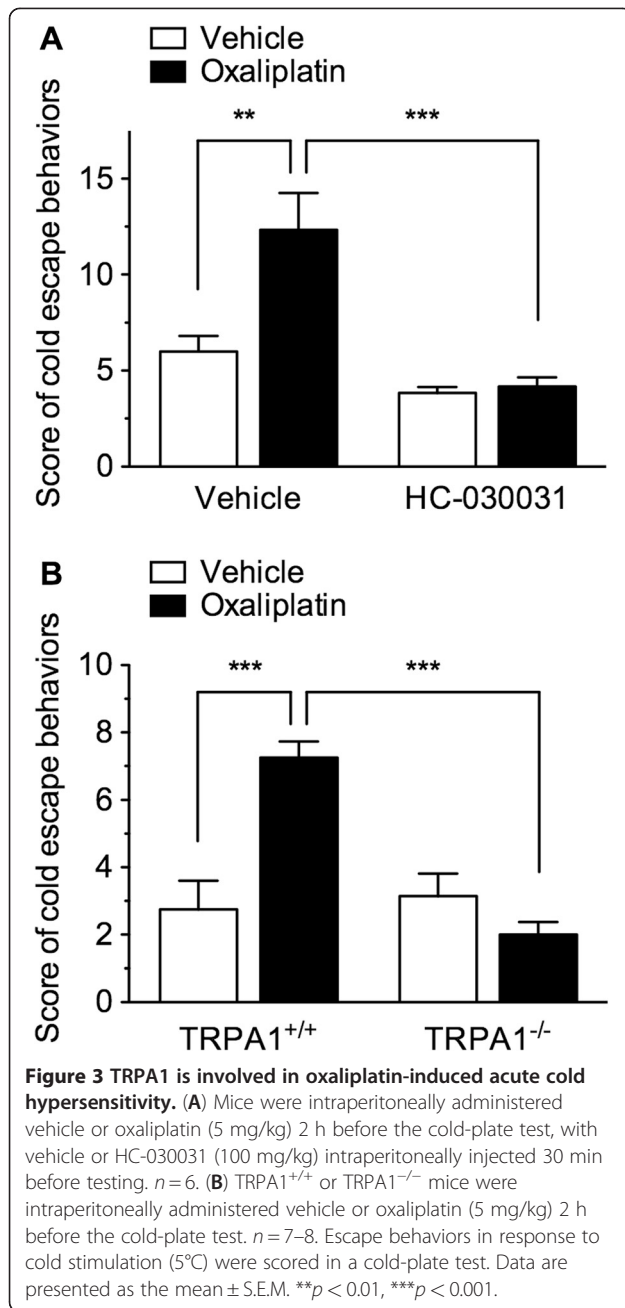 A
Vehicle
Oxaliplatin
**
***
Score of cold escape behaviors
15
10
5
0
Vehicle
HC-030031
B
Vehicle
Oxaliplatin
***
***
Score of cold escape behaviors
10
8
6
4
2
0
TRPA1+/+
TRPA1-/-
Figure 3 TRPA1 is involved in oxaliplatin-induced acute cold
hypersensitivity. (A) Mice were intraperitoneally administered
vehicle or oxaliplatin (5 mg/kg) 2 h before the cold-plate test, with
vehicle or HC-030031 (100 mg/kg) intraperitoneally injected 30 min
before testing. n = 6. (B) TRPA1+/+ or TRPA1−/− mice were
intraperitoneally administered vehicle or oxaliplatin (5 mg/kg) 2 h
before the cold-plate test. n = 7–8. Escape behaviors in response to
cold stimulation (5°C) were scored in a cold-plate test. Data are
presented as the mean ± S.E.M. **p < 0.01, ***p < 0.001.